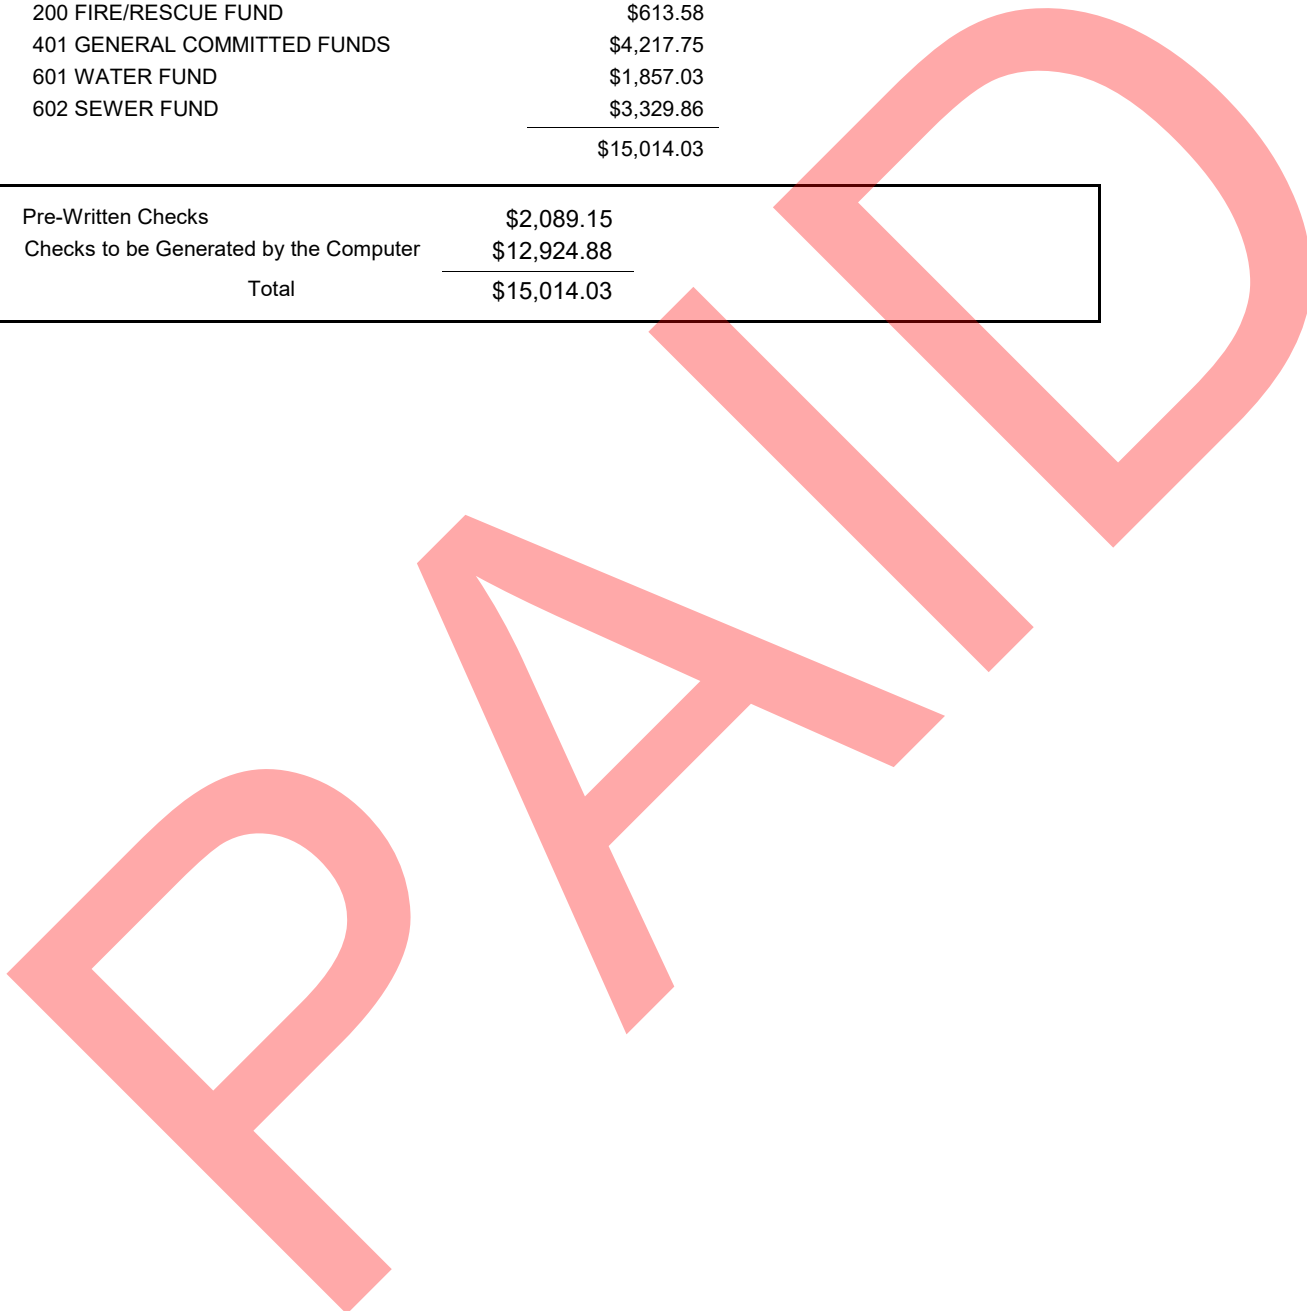 200 FIRE/RESCUE FUND $613.58
401 GENERAL COMMITTED FUNDS $4,217.75
601 WATER FUND $1,857.03
602 SEWER FUND $3,329.86
$15,014.03
Pre-Written Checks $2,089.15
Checks to be Generated by the Computer $12,924.88
Total $15,014.03
PAID